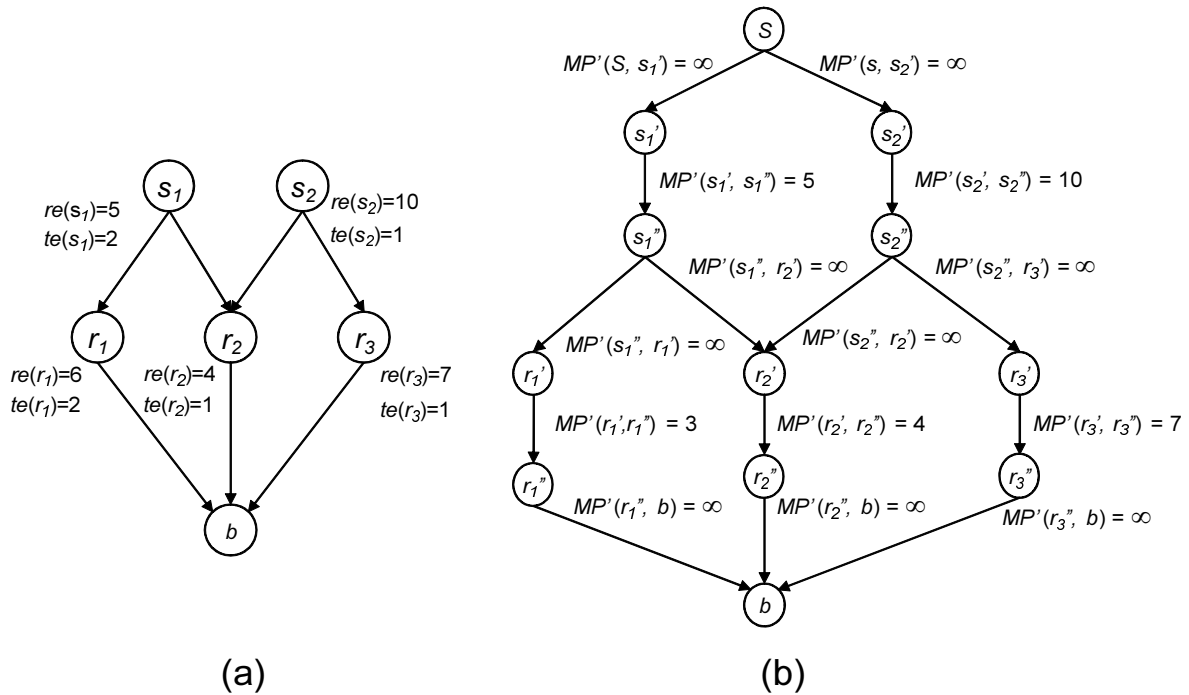 s1
s2
re(s1)=5
te(s1)=2
re(s2)=10
te(s2)=1
r1
r2
r3
re(r1)=6
te(r1)=2
re(r2)=4
te(r2)=1
re(r3)=7
te(r3)=1
b
(a)
S
MP'(S, s1') = ∞
MP'(s, s2') = ∞
s1'
s2'
MP'(s1', s1") = 5
MP'(s2', s2") = 10
s1"
s2"
MP'(s1", r2') = ∞
MP'(s2", r3') = ∞
MP'(s1", r1') = ∞
MP'(s2", r2') = ∞
r1'
r2'
r3'
MP'(r1',r1") = 3
MP'(r2', r2") = 4
MP'(r3', r3") = 7
r1"
r2"
r3"
MP'(r1", b) = ∞
MP'(r2", b) = ∞
MP'(r3", b) = ∞
b
(b)